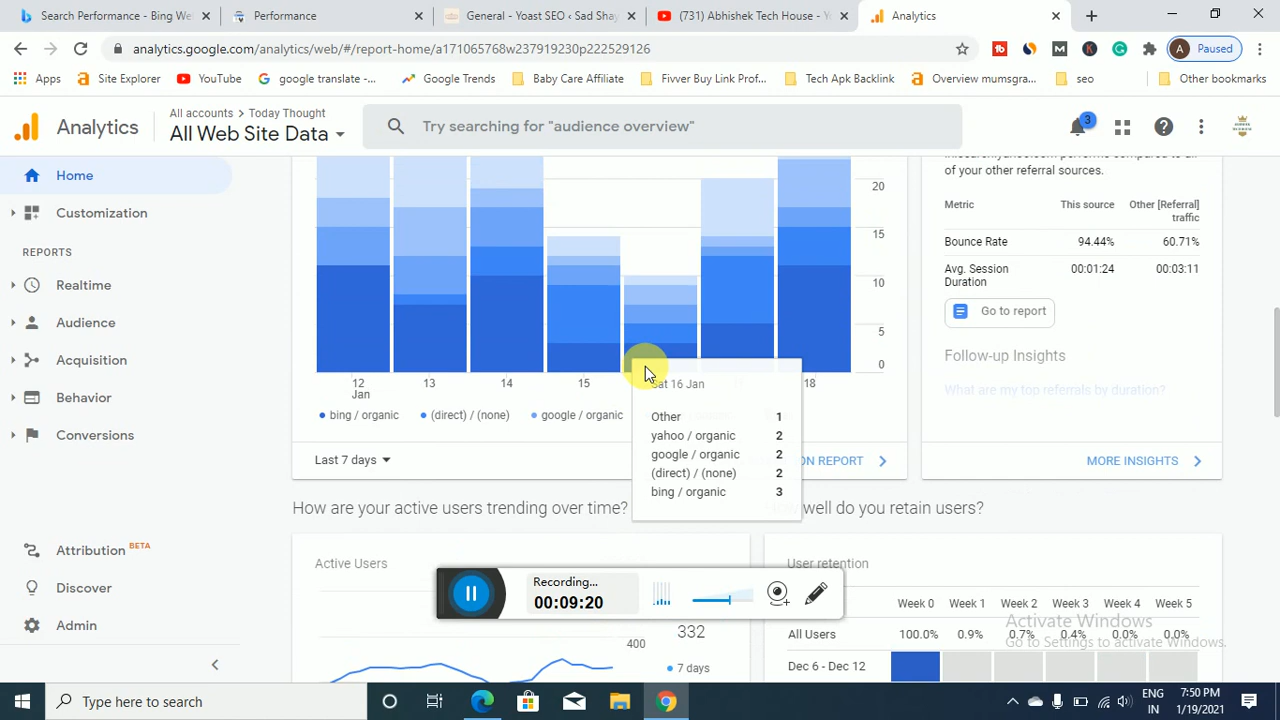 Search Performance - Bing We
Performance
General - Yoast SEO ‹ Sad Shay
(731) Abhishek Tech House - Y
Analytics
analytics.google.com/analytics/web/#/report-home/a171065768w237919230p222529126
Paused
Apps
Site Explorer
YouTube
google translate -...
Google Trends
Baby Care Affiliate
Fivver Buy Link Prof...
Tech Apk Backlink
Overview mumsgra...
seo
Other bookmarks
Analytics
All accounts > Today Thought
All Web Site Data
Try searching for "audience overview"
3
Home
Customization
REPORTS
Realtime
Audience
Acquisition
Behavior
Conversions
Attribution BETA
Discover
Admin
20
15
10
5
0
12
Jan
13
14
15
18
bing / organic
(direct) / (none)
google / organic
Sat 16 Jan
Other 1
yahoo / organic 2
google / organic 2
(direct) / (none) 2
bing / organic 3
Last 7 days
ON REPORT
of your other referral sources.
Metric This source Other [Referral] traffic
Bounce Rate 94.44% 60.71%
Avg. Session Duration 00:01:24 00:03:11
Go to report
Follow-up Insights
What are my top referrals by duration?
MORE INSIGHTS
How are your active users trending over time?
well do you retain users?
Active Users
400
332
7 days
User retention
Week 0 Week 1 Week 2 Week 3 Week 4 Week 5
All Users 100.0% 0.9% 0.7% 0.4% 0.0% 0.0%
Dec 6 - Dec 12
Activate Windows
Go to Settings to activate Windows.
Recording...
00:09:20
Type here to search
ENG
IN
7:50 PM
1/19/2021